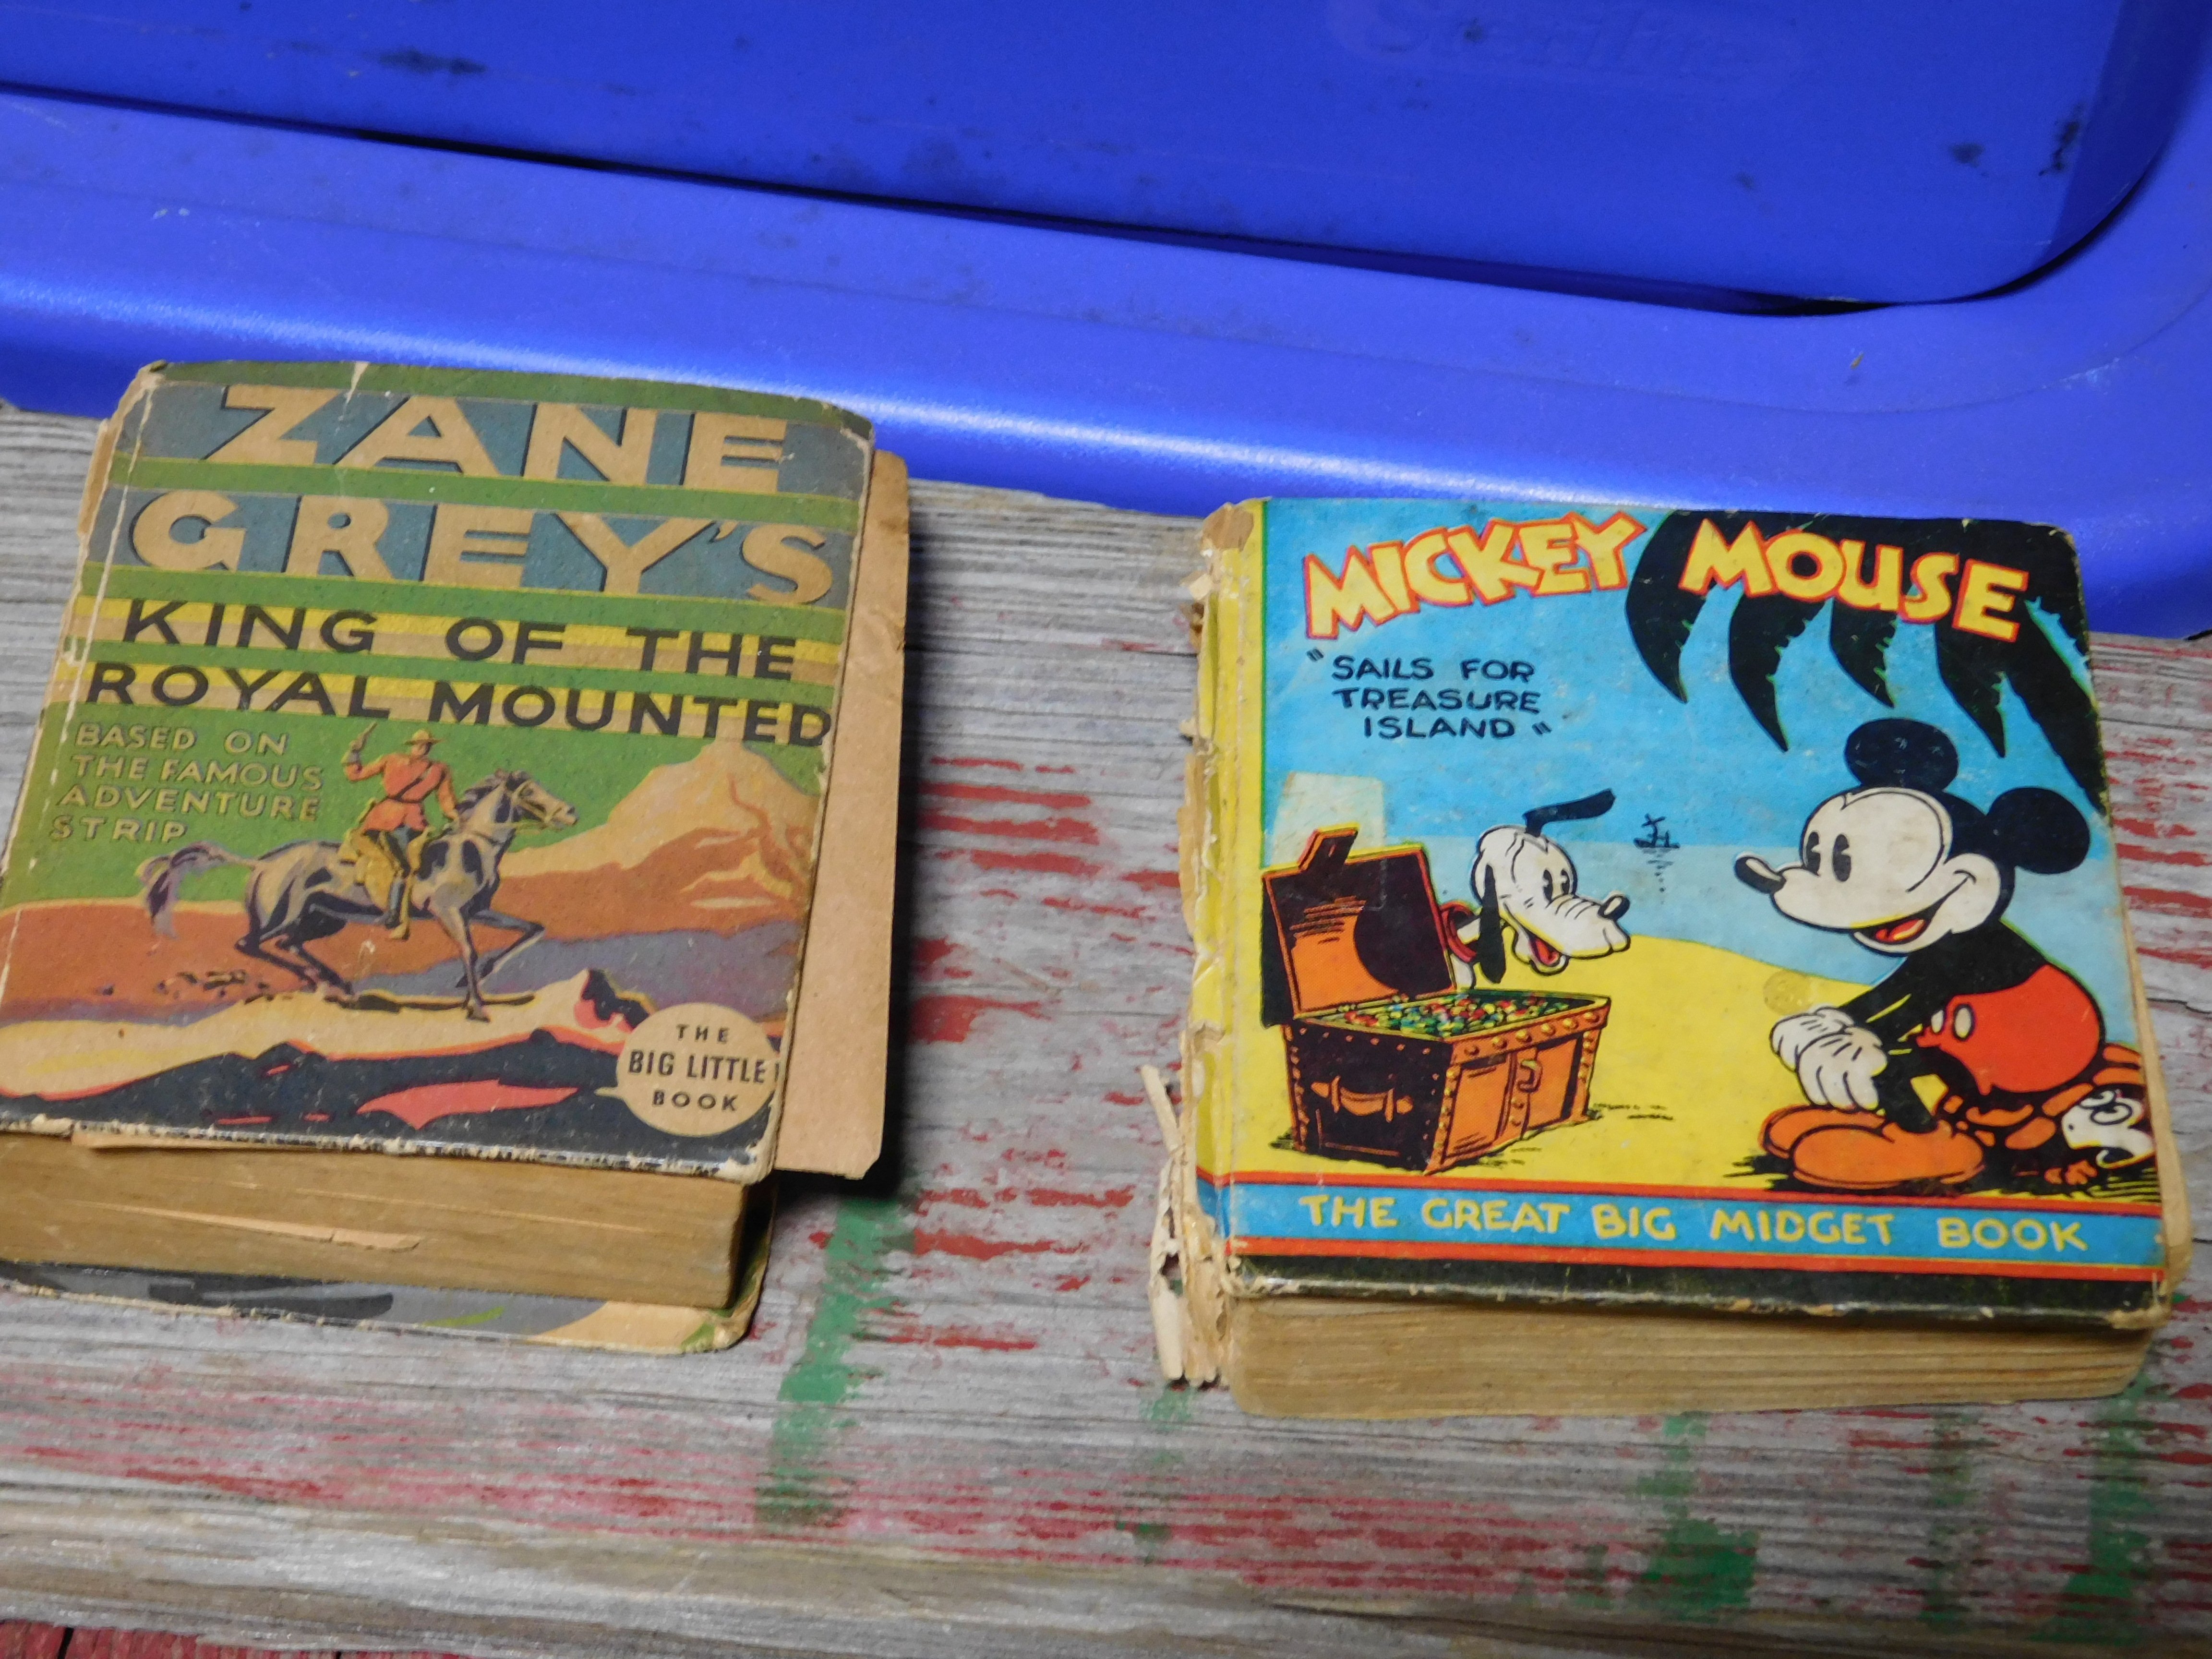 ZANE
GREY'S
KING OF THE
ROYAL MOUNTED
BASED ON
THE FAMOUS
ADVENTURE
STRIP
THE
BIG LITTLE
BOOK
MICKEY MOUSE
"SAILS FOR
TREASURE
ISLAND"
THE GREAT BIG MIDGET BOOK
Sterilite